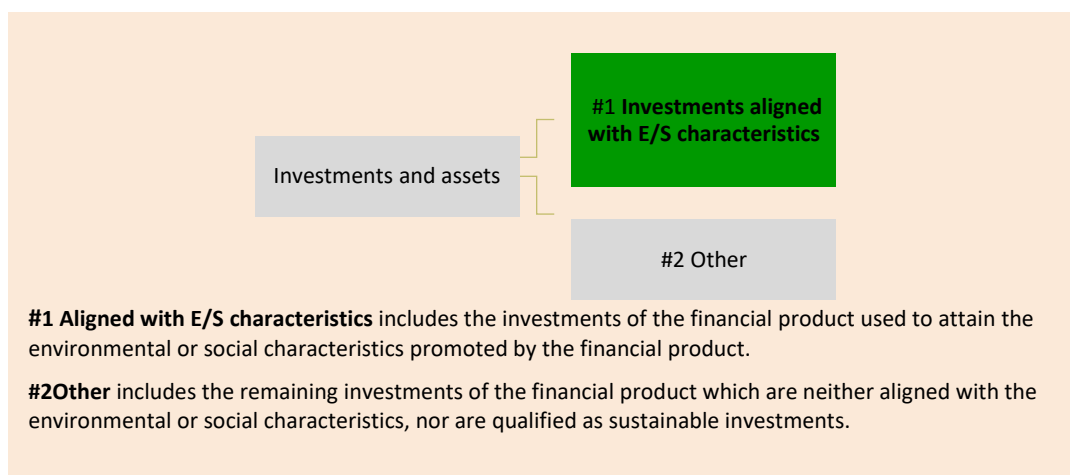 #1 Investments aligned
with E/S characteristics
Investments and assets
#2 Other
#1 Aligned with E/S characteristics includes the investments of the financial product used to attain the
environmental or social characteristics promoted by the financial product.
#2Other includes the remaining investments of the financial product which are neither aligned with the
environmental or social characteristics, nor are qualified as sustainable investments.